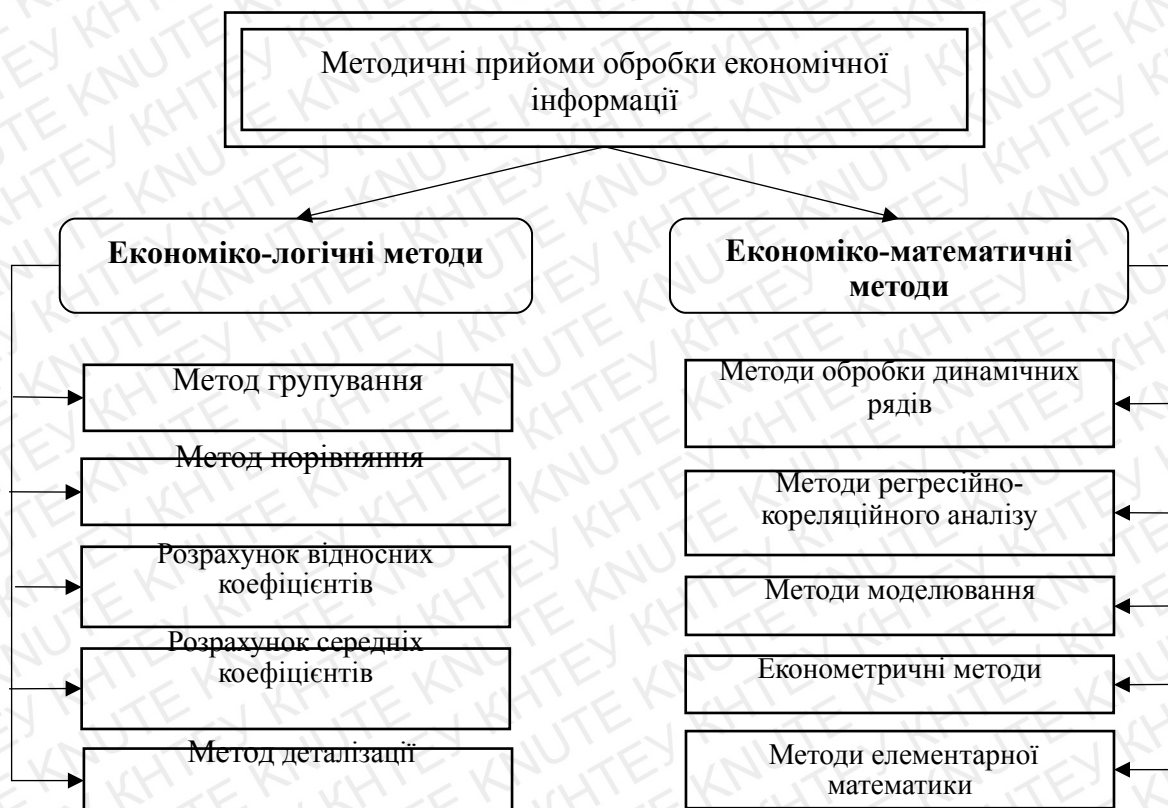 Методичні прийоми обробки економічної
інформації
Економіко-логічні методи
Економіко-математичні
методи
Метод групування
Метод порівняння
Розрахунок відносних
коефіцієнтів
Розрахунок середніх
коефіцієнтів
Метод деталізації
Методи обробки динамічних
рядів
Методи регресійно-
кореляційного аналізу
Методи моделювання
Економетричні методи
Методи елементарної
математики